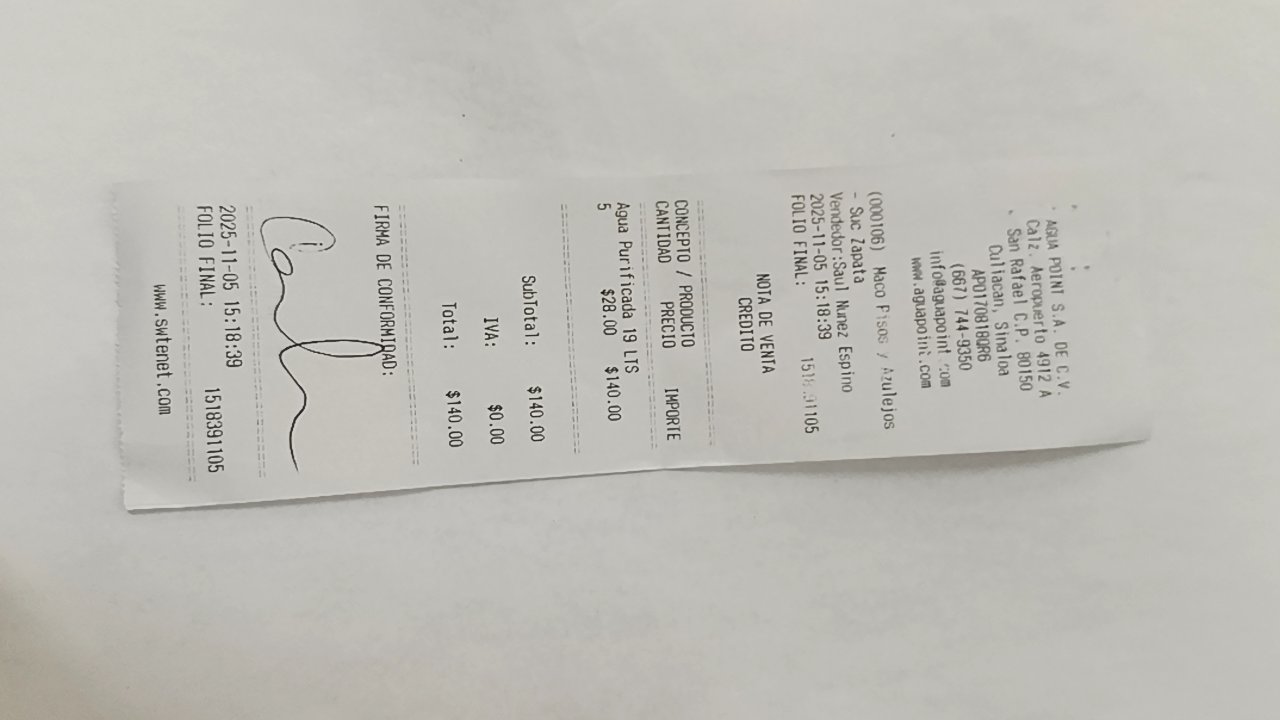 AGUA POINT S.A. DE C.V.
Calz. Aeropuerto 4912 A
San Rafael C.P. 80150
Culiacan, Sinaloa
APO170818QR6
(667) 744-9350
info@aguapoint.com
www.aguapoint.com
(000106) Maco Pisos y Azulejos
- Suc Zapata
Vendedor:Saul Nunez Espino
2025-11-05 15:18:39
FOLIO FINAL: 1518391105
NOTA DE VENTA
CREDITO
CONCEPTO / PRODUCTO
CANTIDAD PRECIO IMPORTE
Agua Purificada 19 LTS
5 $28.00 $140.00
SubTotal: $140.00
IVA: $0.00
Total: $140.00
FIRMA DE CONFORMIDAD:
2025-11-05 15:18:39
FOLIO FINAL: 1518391105
www.swtenet.com